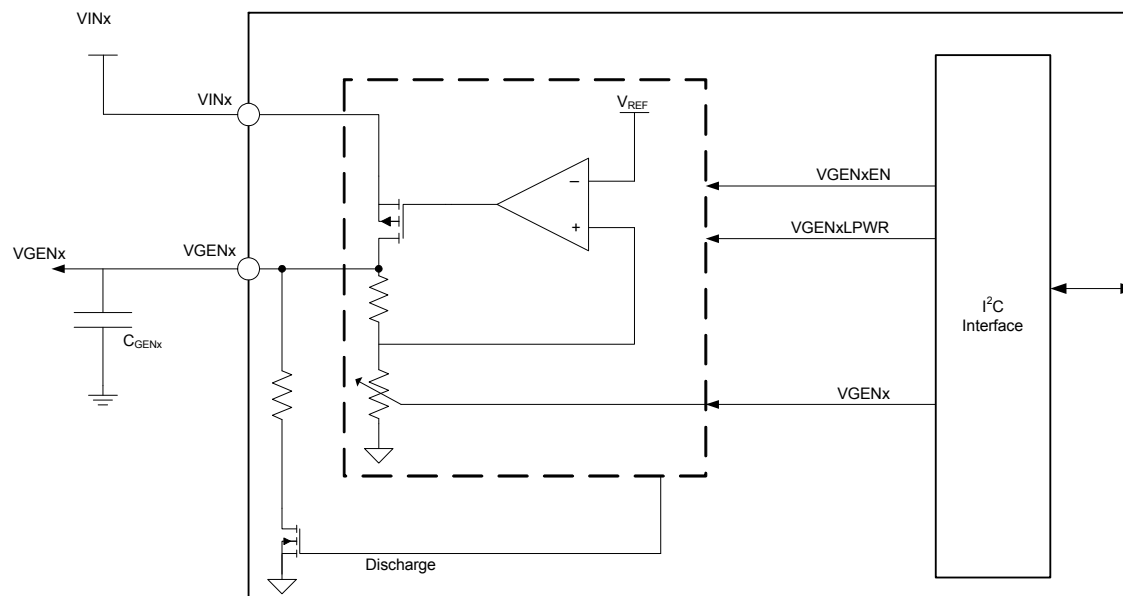 VINx
VINx
VREF
−
+
VGENxEN
VGENxLPWR
VGENx
VGENx
CGENx
I²C
Interface
VGENx
Discharge